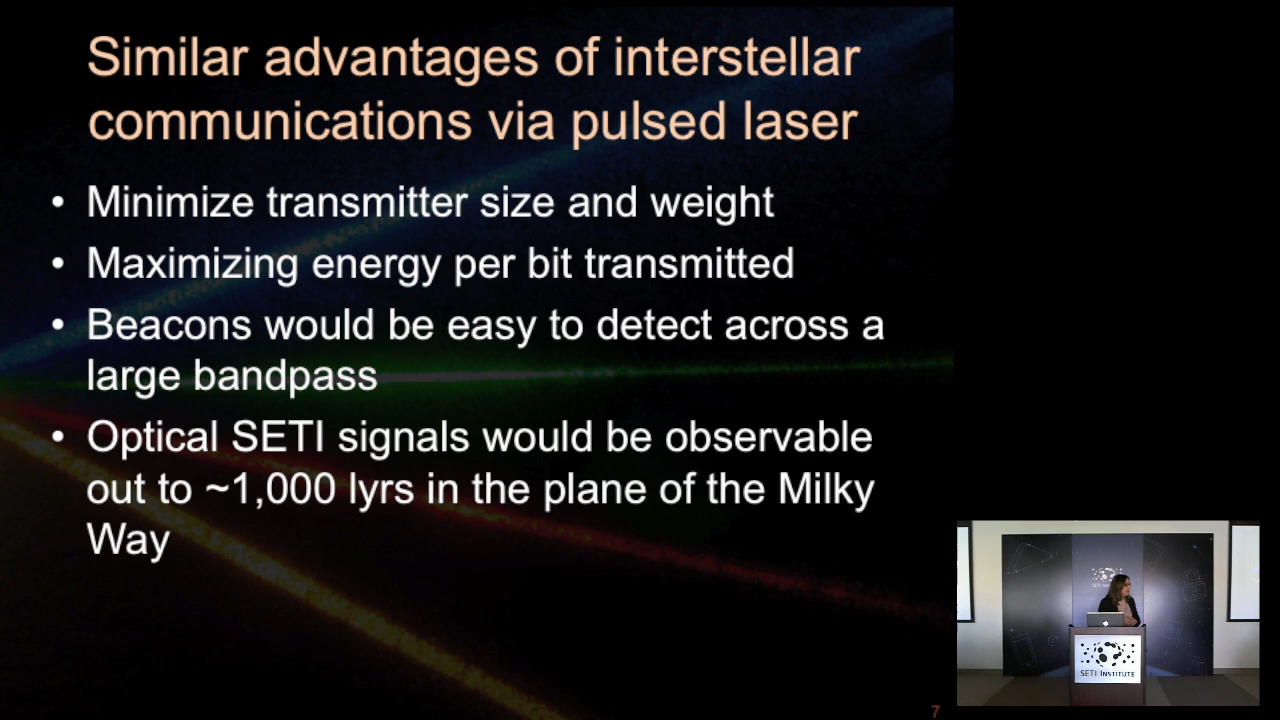 Similar advantages of interstellar
communications via pulsed laser
• Minimize transmitter size and weight
• Maximizing energy per bit transmitted
• Beacons would be easy to detect across a
large bandpass
• Optical SETI signals would be observable
out to ~1,000 lyrs in the plane of the Milky
Way
7
SETI INSTITUTE